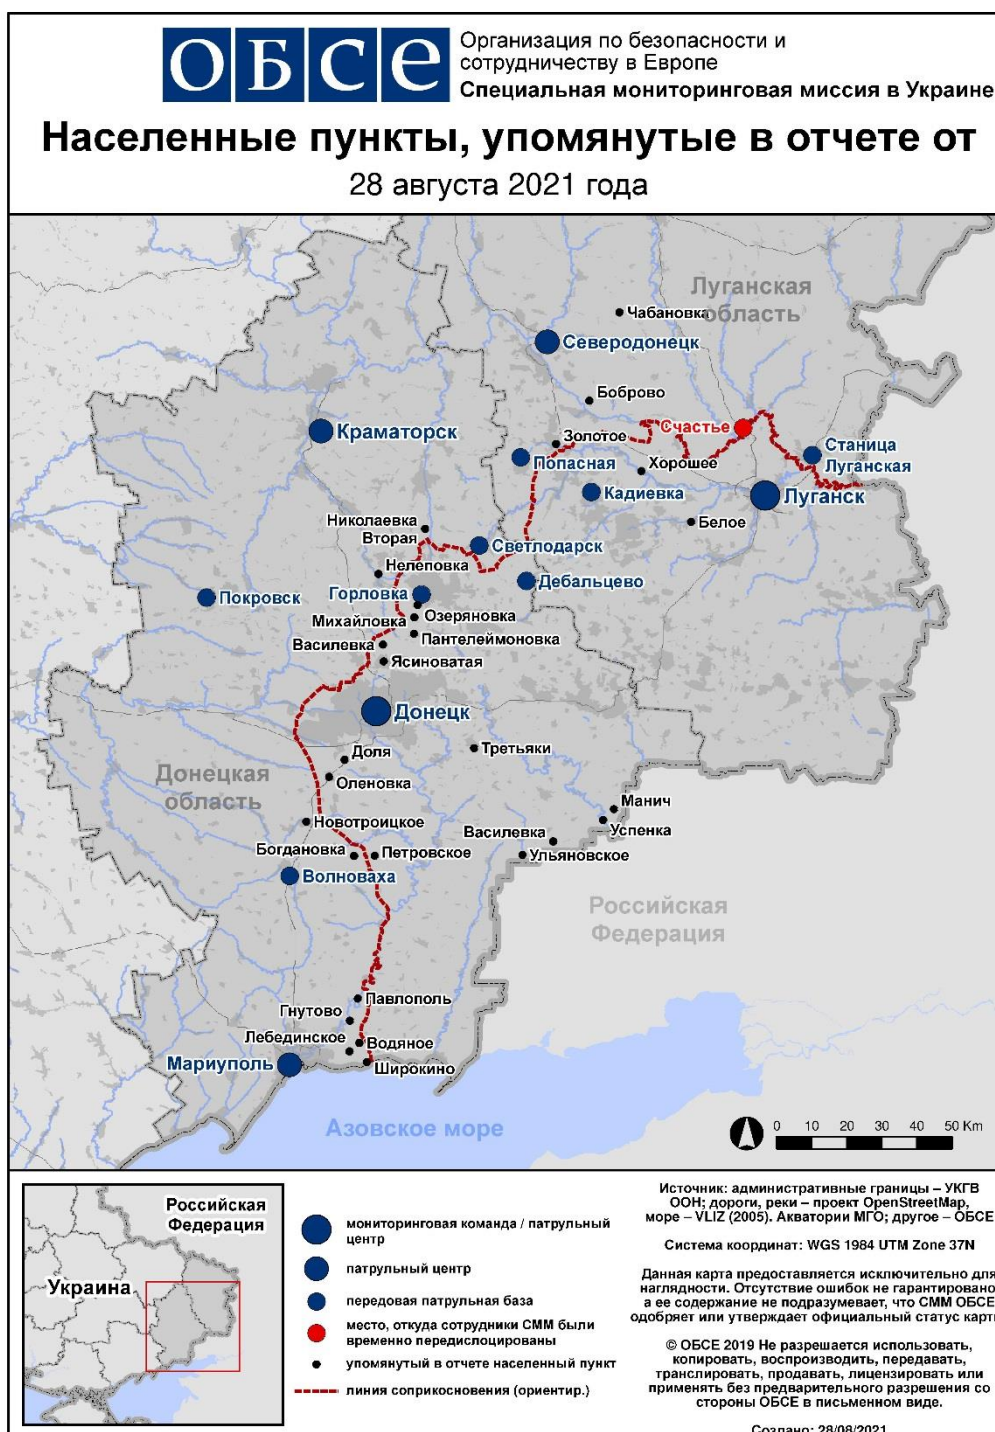 ОБСЕ
Организация по безопасности и
сотрудничеству в Европе
Специальная мониторинговая миссия в Украине
Населенные пункты, упомянутые в отчете от
28 августа 2021 года
Луганская
область
Чабановка
Северодонецк
Боброво
Краматорск
Золотое
Счастье
Станица
Луганская
Попасная
Хорошее
Кадиевка
Луганск
Николаевка
Вторая
Белое
Светлодарск
Нелеповка
Дебальцево
Покровск
Горловка
Озеряновка
Михайловка
Пантелеймоновка
Василевка
Ясиноватая
Донецк
Третьяки
Доля
Донецкая
область
Оленовка
Манич
Новотроицкое
Успенка
Василевка
Богдановка
Петровское
Ульяновское
Волноваха
Российская
Федерация
Павлополь
Гнутово
Лебединское
Водяное
Мариуполь
Широкино
Азовское море
0 10 20 30 40 50 Km
Российская
Федерация
Украина
мониторинговая команда / патрульный
центр
патрульный центр
передовая патрульная база
место, откуда сотрудники СММ были
временно передислоцированы
упомянутый в отчете населенный пункт
линия соприкосновения (ориентир.)
Источник: административные границы – УКГВ
ООН; дороги, реки – проект OpenStreetMap,
море – VLIZ (2005). Акватории МГО; другое – ОБСЕ
Система координат: WGS 1984 UTM Zone 37N
Данная карта предоставляется исключительно для
наглядности. Отсутствие ошибок не гарантировано
а ее содержание не подразумевает, что СММ ОБСЕ
одобряет или утверждает официальный статус карт
© ОБСЕ 2019 Не разрешается использовать,
копировать, воспроизводить, передавать,
транслировать, продавать, лицензировать или
применять без предварительного разрешения со
стороны ОБСЕ в письменном виде.
Создано: 28/08/2021